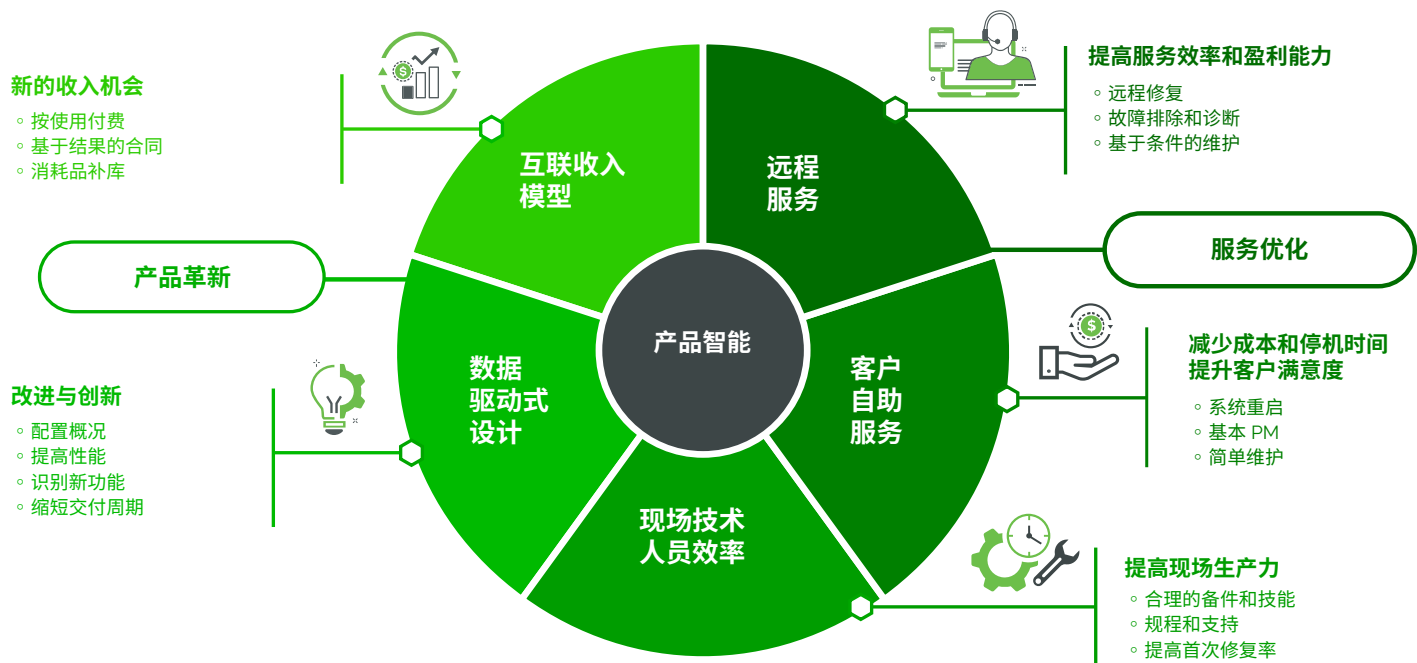 新的收入机会
按使用付费
基于结果的合同
消耗品补库
产品革新
改进与创新
配置概况
提高性能
识别新功能
缩短交付周期
互联收入
模型
远程
服务
产品智能
数据
驱动式
设计
客户
自助
服务
现场技术
人员效率
提高服务效率和盈利能力
远程修复
故障排除和诊断
基于条件的维护
服务优化
减少成本和停机时间
提升客户满意度
系统重启
基本 PM
简单维护
提高现场生产力
合理的备件和技能
规程和支持
提高首次修复率